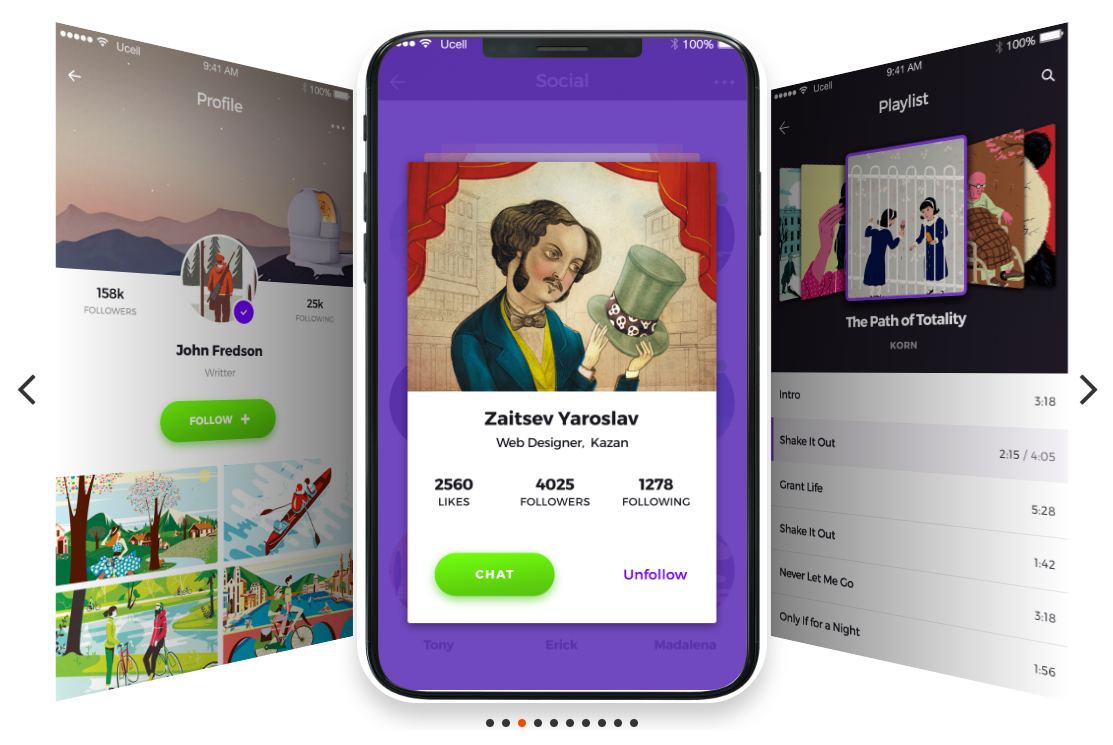 Ucell
9:41 AM
100%
Profile
158k
FOLLOWERS
25k
FOLLOWING
John Fredson
Writter
FOLLOW +
Ucell
100%
Social
Zaitsev Yaroslav
Web Designer, Kazan
2560
LIKES
4025
FOLLOWERS
1278
FOLLOWING
CHAT
Unfollow
Tony
Erick
Madalena
Ucell
9:41 AM
100%
Playlist
The Path of Totality
KORN
Intro
3:18
Shake It Out
2:15 / 4:05
Grant Life
5:28
Shake It Out
1:42
Never Let Me Go
3:18
Only If for a Night
1:56